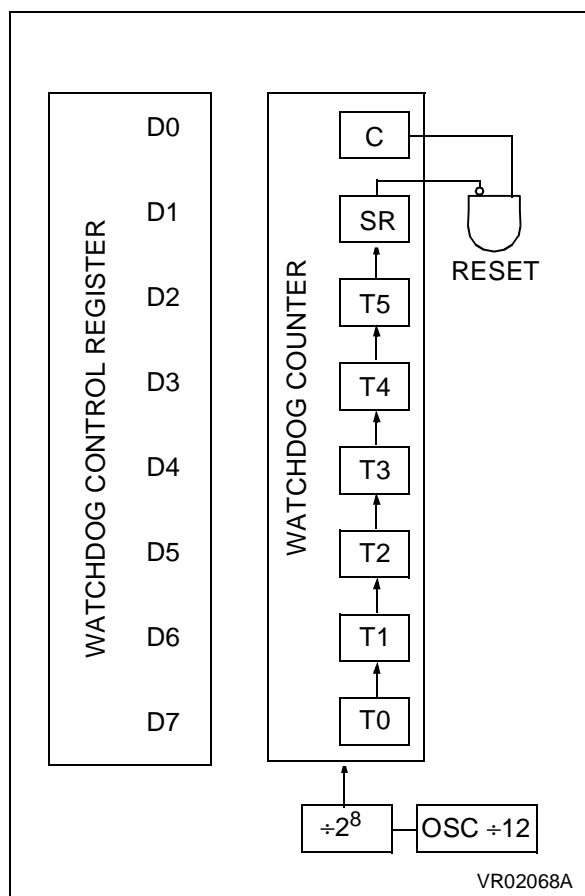 WATCHDOG CONTROL REGISTER
D0
D1
D2
D3
D4
D5
D6
D7
WATCHDOG COUNTER
C
SR
T5
T4
T3
T2
T1
T0
RESET
÷2⁸
OSC ÷12
VR02068A